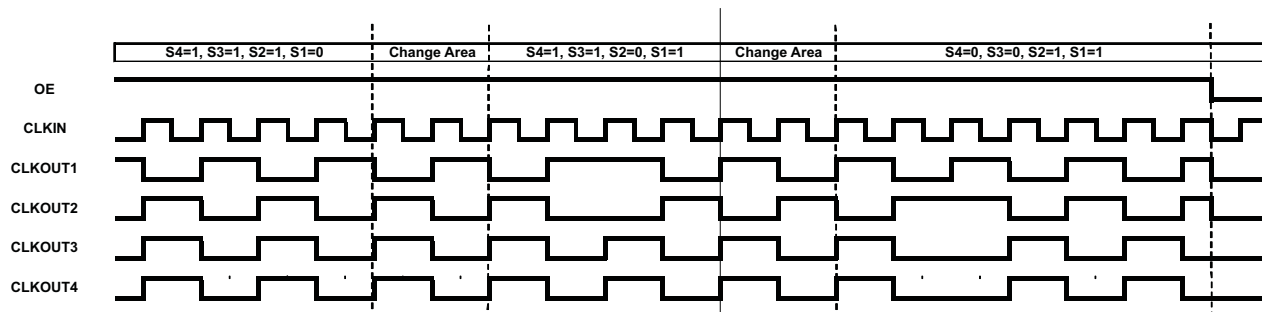 S4=1, S3=1, S2=1, S1=0 Change Area S4=1, S3=1, S2=0, S1=1 Change Area S4=0, S3=0, S2=1, S1=1
OE
CLKIN
CLKOUT1
CLKOUT2
CLKOUT3
CLKOUT4